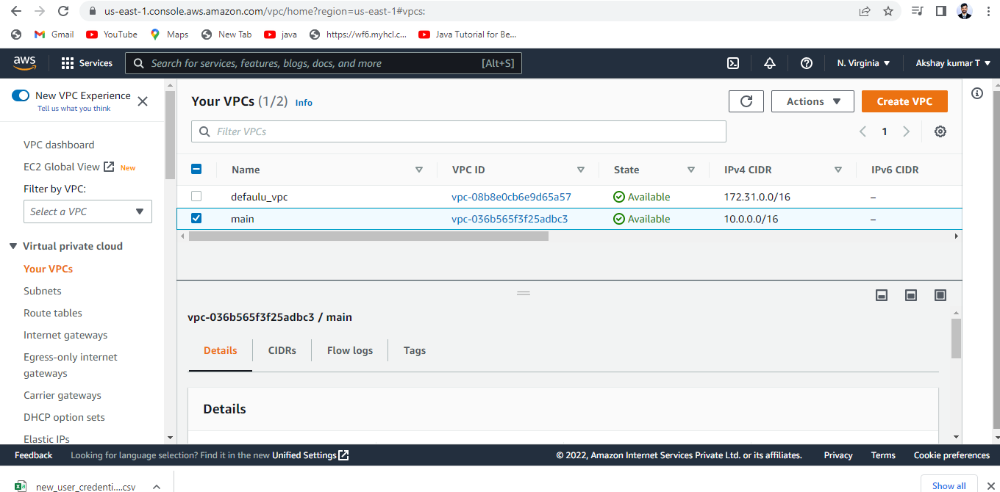 us-east-1.console.aws.amazon.com/vpc/home?region=us-east-1#vpcs:
Gmail YouTube Maps New Tab java https://wf6.myhcl.c... Java Tutorial for Be...
aws Services Search for services, features, blogs, docs, and more [Alt+S] N. Virginia Akshay kumar T
New VPC Experience
Tell us what you think
VPC dashboard
EC2 Global View New
Filter by VPC:
Select a VPC
Virtual private cloud
Your VPCs
Subnets
Route tables
Internet gateways
Egress-only internet
gateways
Carrier gateways
DHCP option sets
Elastic IPs
Your VPCs (1/2) Info
Actions
Create VPC
Filter VPCs
1
Name VPC ID State IPv4 CIDR IPv6 CIDR
defaulu_vpc vpc-08b8e0cb6e9d65a57 Available 172.31.0.0/16 –
main vpc-036b565f3f25adbc3 Available 10.0.0.0/16 –
vpc-036b565f3f25adbc3 / main
Details CIDRs Flow logs Tags
Details
Feedback Looking for language selection? Find it in the new Unified Settings © 2022, Amazon Internet Services Private Ltd. or its affiliates. Privacy Terms Cookie preferences
new_user_credenti....csv Show all